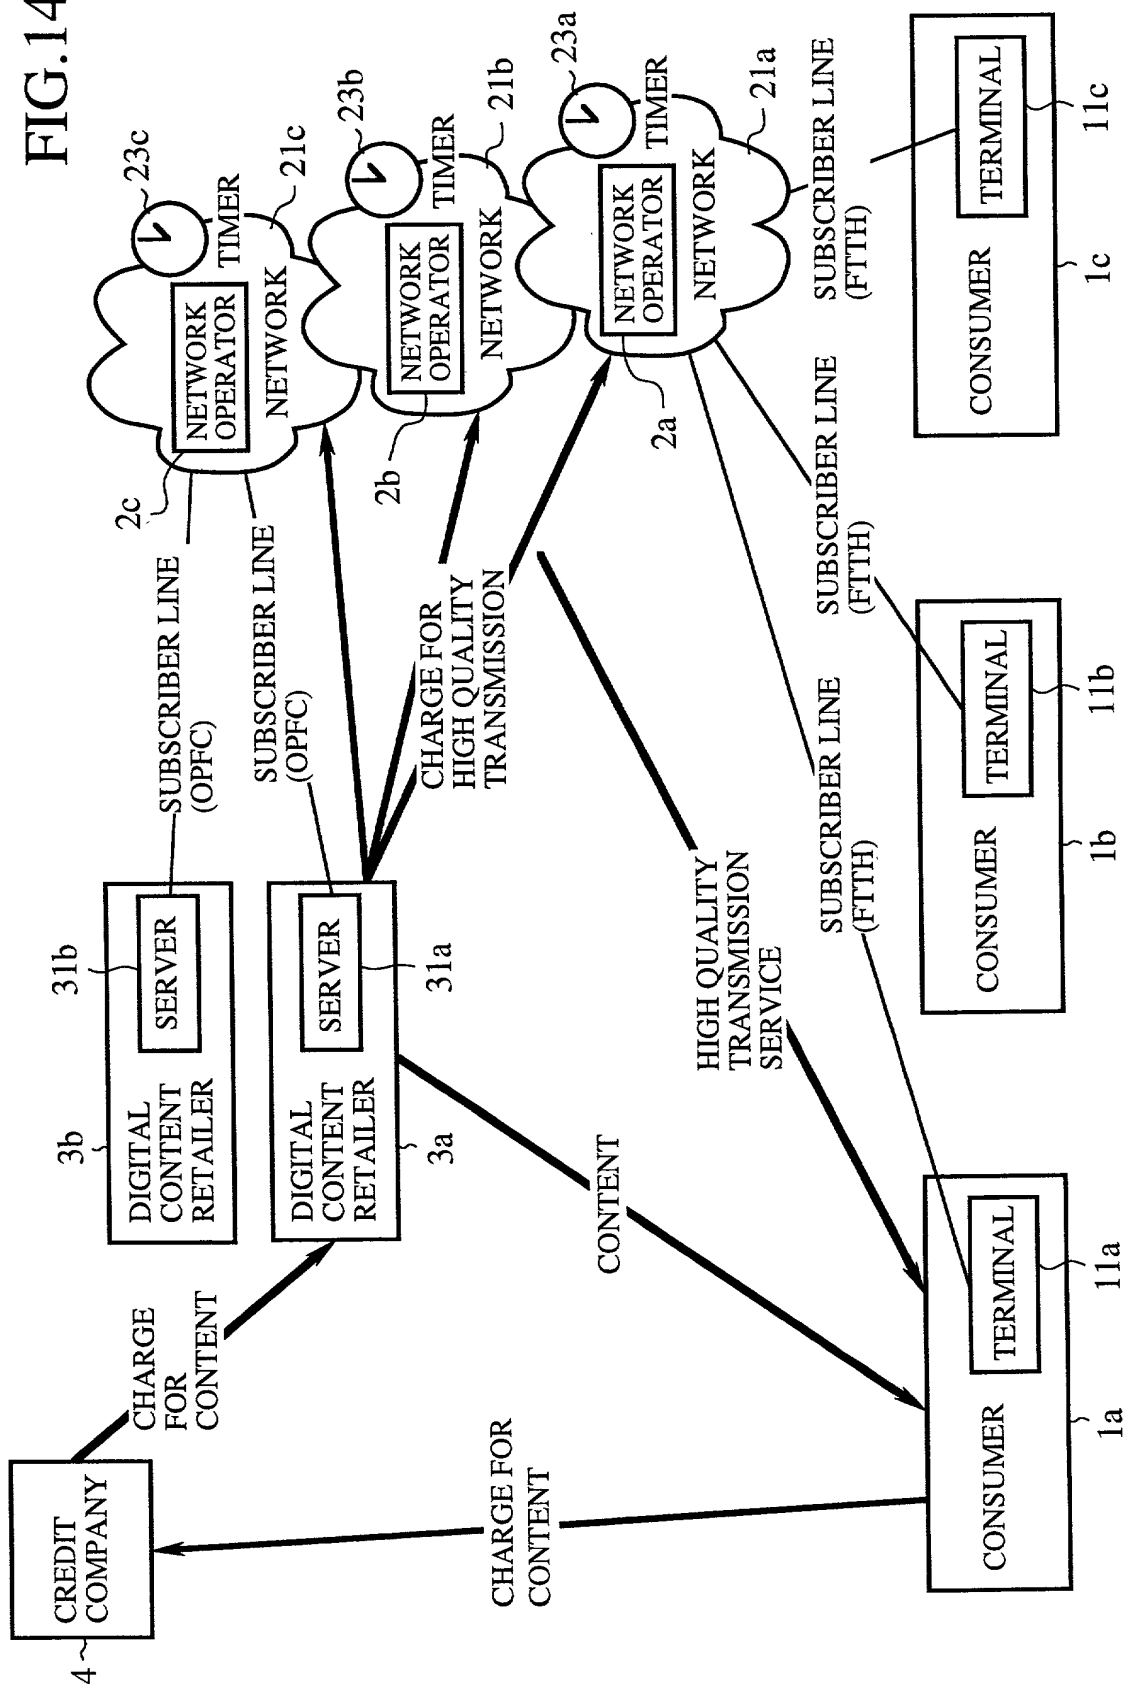 FIG.14
4
CREDIT
COMPANY
CHARGE
FOR
CONTENT
CHARGE FOR
CONTENT
3b
DIGITAL
CONTENT
RETAILER
SERVER
31b
DIGITAL
CONTENT
RETAILER
3a
SERVER
31a
SUBSCRIBER LINE
(OPFC)
SUBSCRIBER LINE
(OPFC)
2c
NETWORK
OPERATOR
NETWORK
TIMER
23c
21c
2b
NETWORK
OPERATOR
NETWORK
TIMER
23b
21b
2a
NETWORK
OPERATOR
NETWORK
TIMER
23a
21a
CHARGE FOR
HIGH QUALITY
TRANSMISSION
CONTENT
HIGH QUALITY
TRANSMISSION
SERVICE
SUBSCRIBER LINE
(FTTH)
SUBSCRIBER LINE
(FTTH)
SUBSCRIBER LINE
(FTTH)
CONSUMER
TERMINAL
1a
11a
CONSUMER
TERMINAL
1b
11b
CONSUMER
TERMINAL
1c
11c